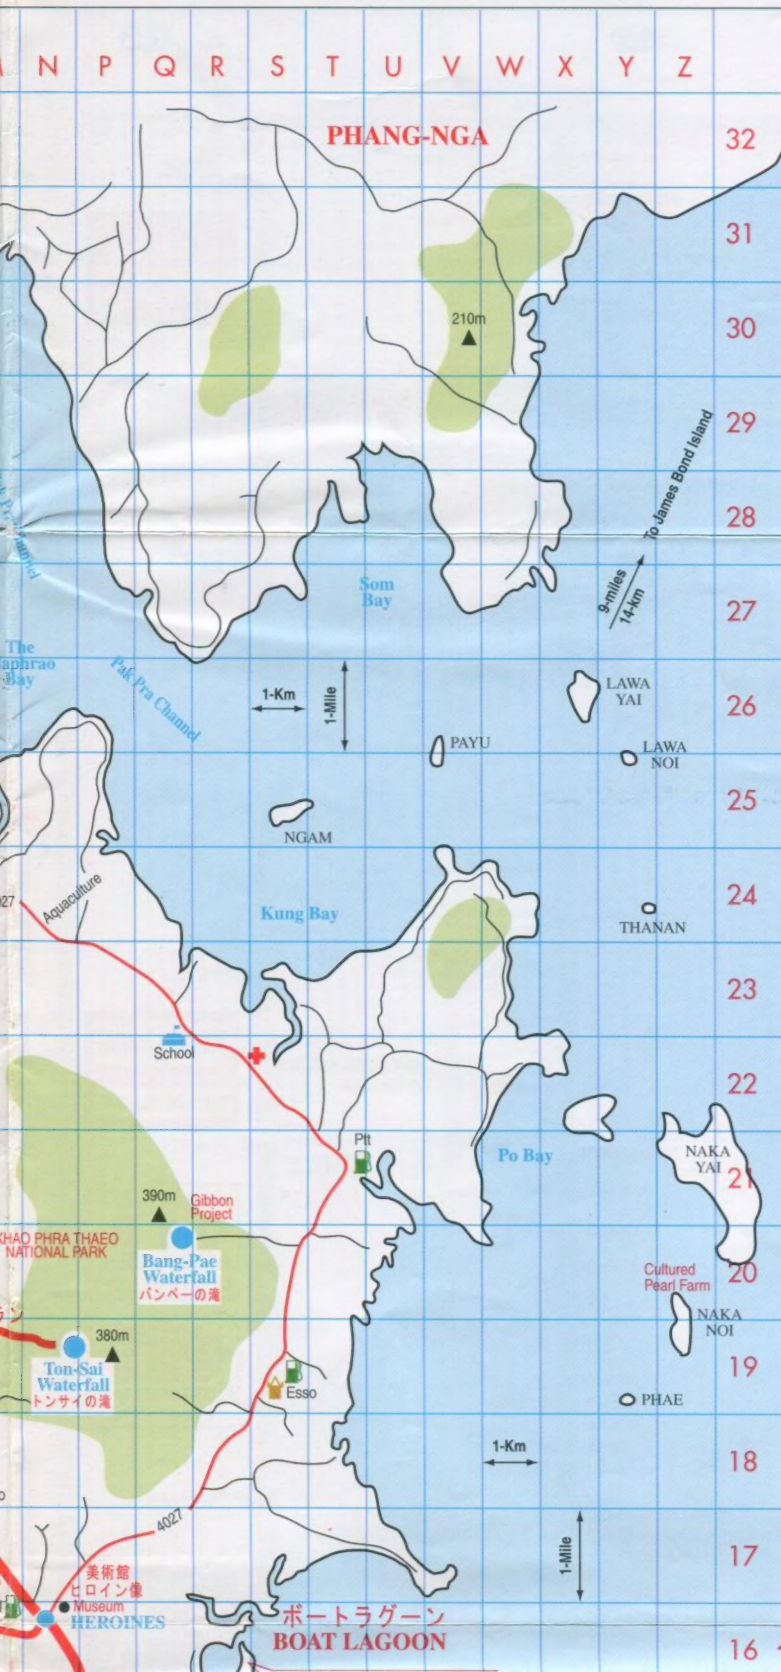 N P Q R S T U V W X Y Z
PHANG-NGA
32
31
30
210m
29
To James Bond Island
28
Som
Bay
9-miles
14-km
27
The
Bay
Pak Pra Channel
1-Km
1-Mile
LAWA
YAI
26
PAYU
LAWA
NOI
25
NGAM
Aquaculture
24
Kung Bay
THANAN
23
School
22
Ptt
Po Bay
NAKA
YAI
21
390m
Gibbon
Project
KHAO PHRA THAEO
NATIONAL PARK
Bang-Pae
Waterfall
バンペーの滝
Cultured
Pearl Farm
20
NAKA
NOI
380m
Ton-Sai
Waterfall
トンサイの滝
19
Esso
PHAE
1-Km
18
4027
1-Mile
17
美術館
ヒロイン像
Museum
HEROINES
ボートラグーン
BOAT LAGOON
16